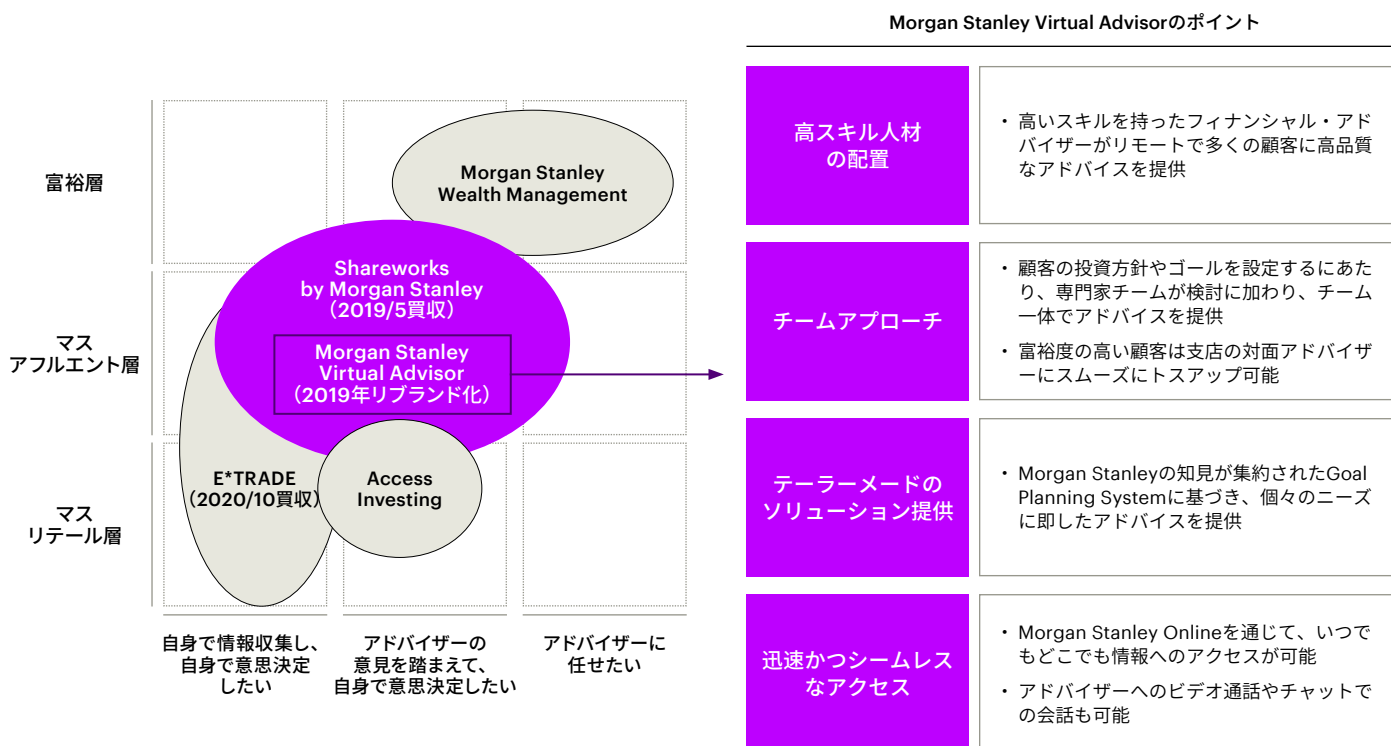 富裕層
マス
アフルエント層
マス
リテール層
Morgan Stanley
Wealth Management
Shareworks
by Morgan Stanley
（2019/5買収）
Morgan Stanley
Virtual Advisor
（2019年リブランド化）
E*TRADE
（2020/10買収）
Access
Investing
自身で情報収集し、
自身で意思決定
したい
アドバイザーの
意見を踏まえて、
自身で意思決定したい
アドバイザーに
任せたい
Morgan Stanley Virtual Advisorのポイント
高スキル人材
の配置
・ 高いスキルを持ったフィナンシャル・アド
バイザーがリモートで多くの顧客に高品質
なアドバイスを提供
チームアプローチ
・ 顧客の投資方針やゴールを設定するにあた
り、専門家チームが検討に加わり、チーム
一体でアドバイスを提供
・ 富裕度の高い顧客は支店の対面アドバイザ
ーにスムーズにトスアップ可能
テーラーメードの
ソリューション提供
・ Morgan Stanleyの知見が集約されたGoal
Planning Systemに基づき、個々のニーズ
に即したアドバイスを提供
迅速かつシームレス
なアクセス
・ Morgan Stanley Onlineを通じて、いつで
もどこでも情報へのアクセスが可能
・ アドバイザーへのビデオ通話やチャットで
の会話も可能